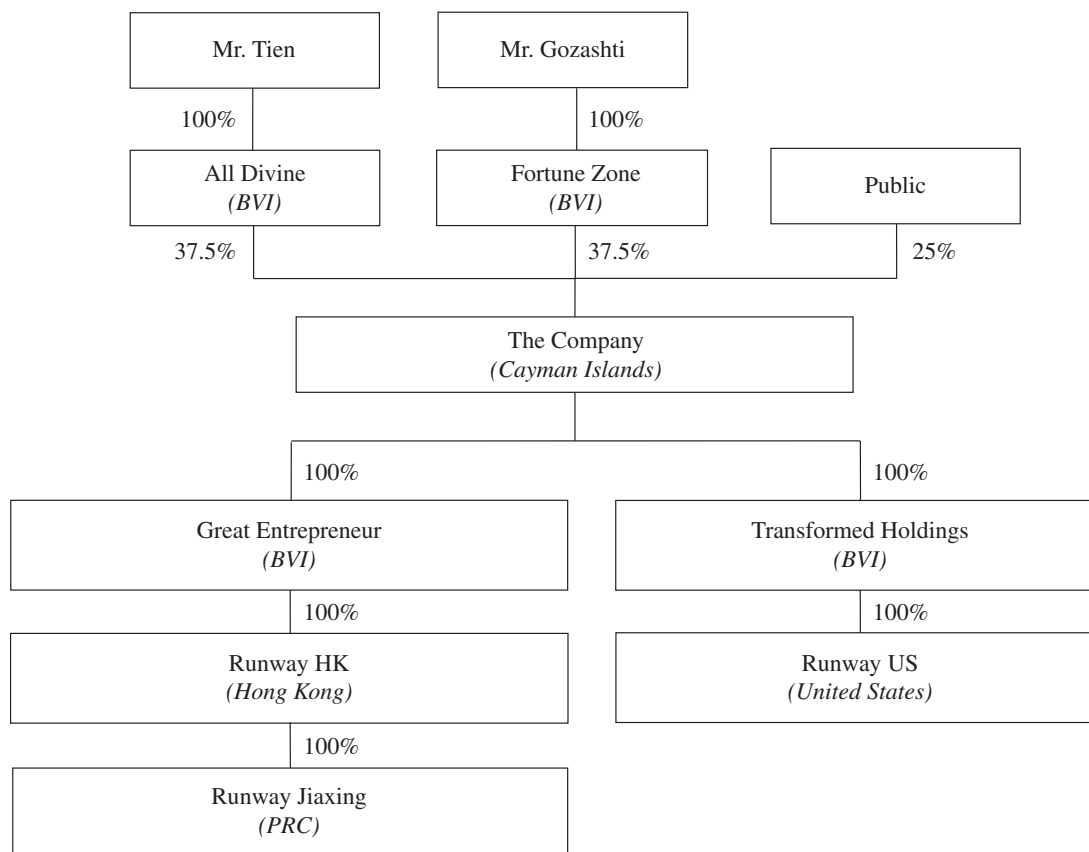 Mr. Tien
Mr. Gozashti
100%
100%
All Divine
(BVI)
Fortune Zone
(BVI)
Public
37.5%
37.5%
25%
The Company
(Cayman Islands)
100%
100%
Great Entrepreneur
(BVI)
Transformed Holdings
(BVI)
100%
100%
Runway HK
(Hong Kong)
Runway US
(United States)
100%
Runway Jiaxing
(PRC)